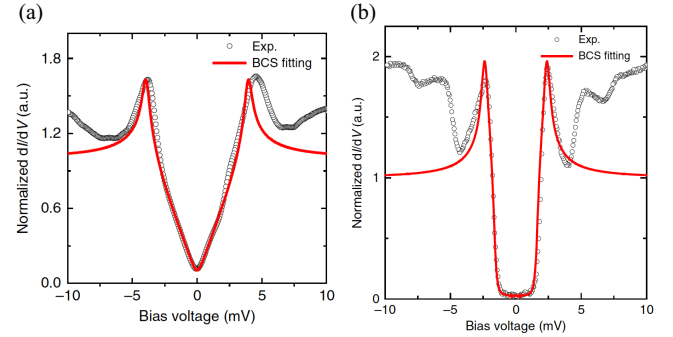 (a)
Normalized dI/dV (a.u.)
1.8
1.2
0.6
0.0
Exp.
BCS fitting
−10
−5
0
5
10
Bias voltage (mV)
(b)
Normalized dI/dV (a.u.)
2
1
0
Exp.
BCS fitting
−10
−5
0
5
10
Bias voltage (mV)